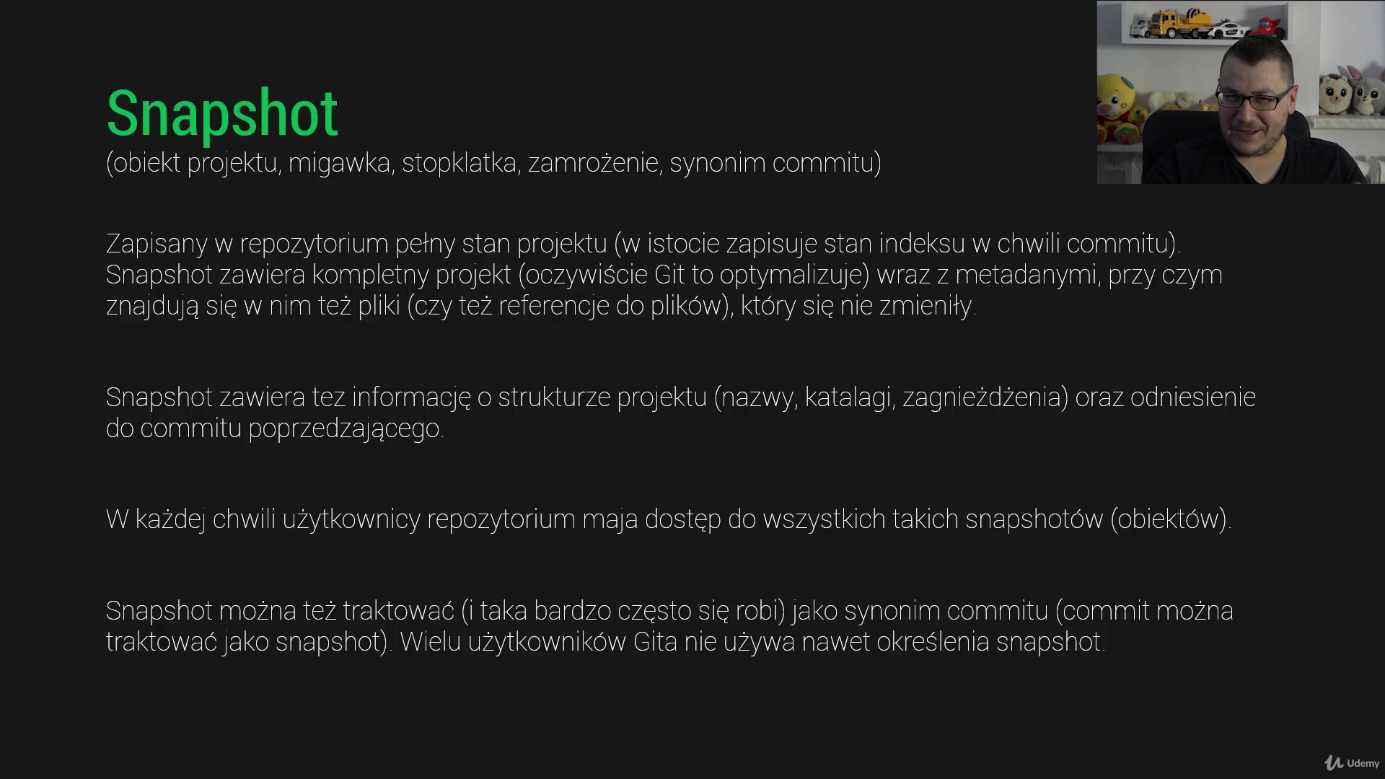 Snapshot
(obiekt projektu, migawka, stopklatka, zamrożenie, synonim commitu)
Zapisany w repozytorium pełny stan projektu (w istocie zapisuje stan indeksu w chwili commitu).
Snapshot zawiera kompletny projekt (oczywiście Git to optymalizuje) wraz z metadanymi, przy czym
znajdują się w nim też pliki (czy też referencje do plików), który się nie zmieniły.
Snapshot zawiera tez informację o strukturze projektu (nazwy, katalagi, zagnieżdżenia) oraz odniesienie
do commitu poprzedzającego.
W każdej chwili użytkownicy repozytorium maja dostęp do wszystkich takich snapshotów (obiektów).
Snapshot można też traktować (i taka bardzo często się robi) jako synonim commitu (commit można
traktować jako snapshot). Wielu użytkowników Gita nie używa nawet określenia snapshot.
Udemy